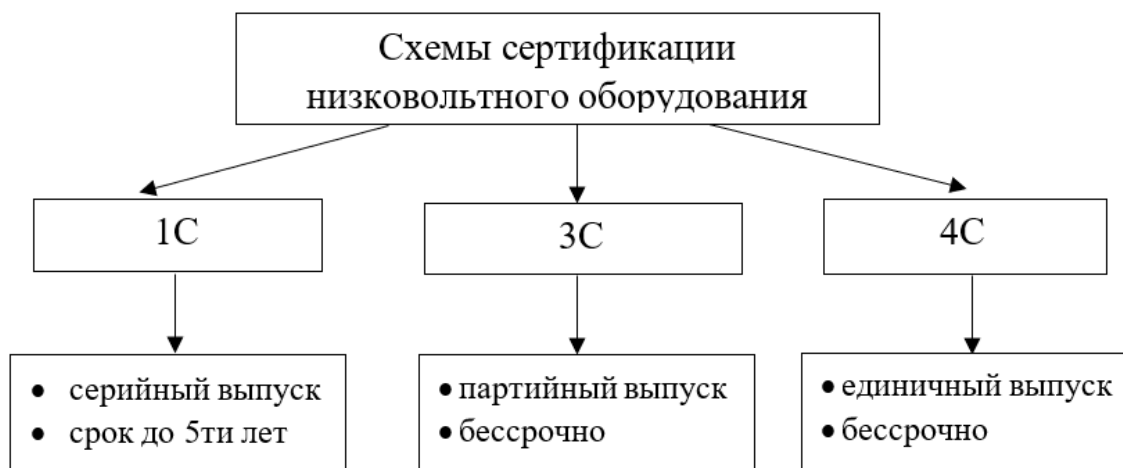 Схемы сертификации
низковольтного оборудования
1С
3С
4С
• серийный выпуск
• срок до 5ти лет
• партийный выпуск
• бессрочно
• единичный выпуск
• бессрочно